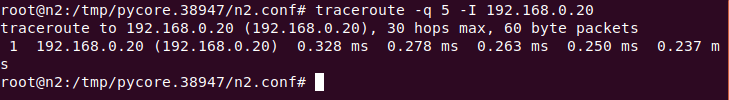 root@n2:/tmp/pycore.38947/n2.conf# traceroute -q 5 -I 192.168.0.20
traceroute to 192.168.0.20 (192.168.0.20), 30 hops max, 60 byte packets
 1  192.168.0.20 (192.168.0.20)  0.328 ms  0.278 ms  0.263 ms  0.250 ms  0.237 m
s
root@n2:/tmp/pycore.38947/n2.conf#